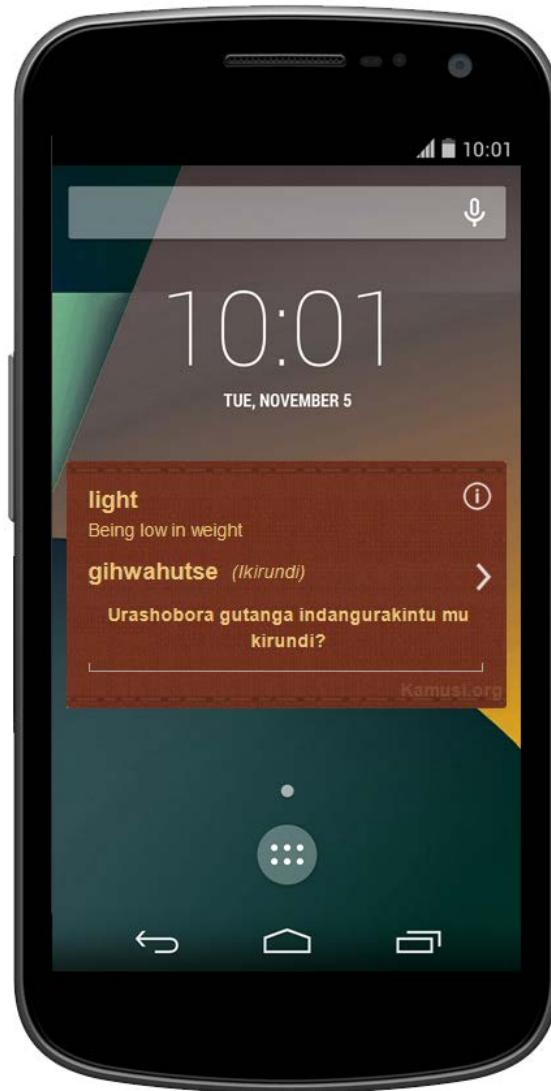 10:01
10:01
TUE, NOVEMBER 5
light
Being low in weight
gihwahutse (Ikirundi)
Urashobora gutanga indangurakintu mu
kirundi?
Kamusi.org